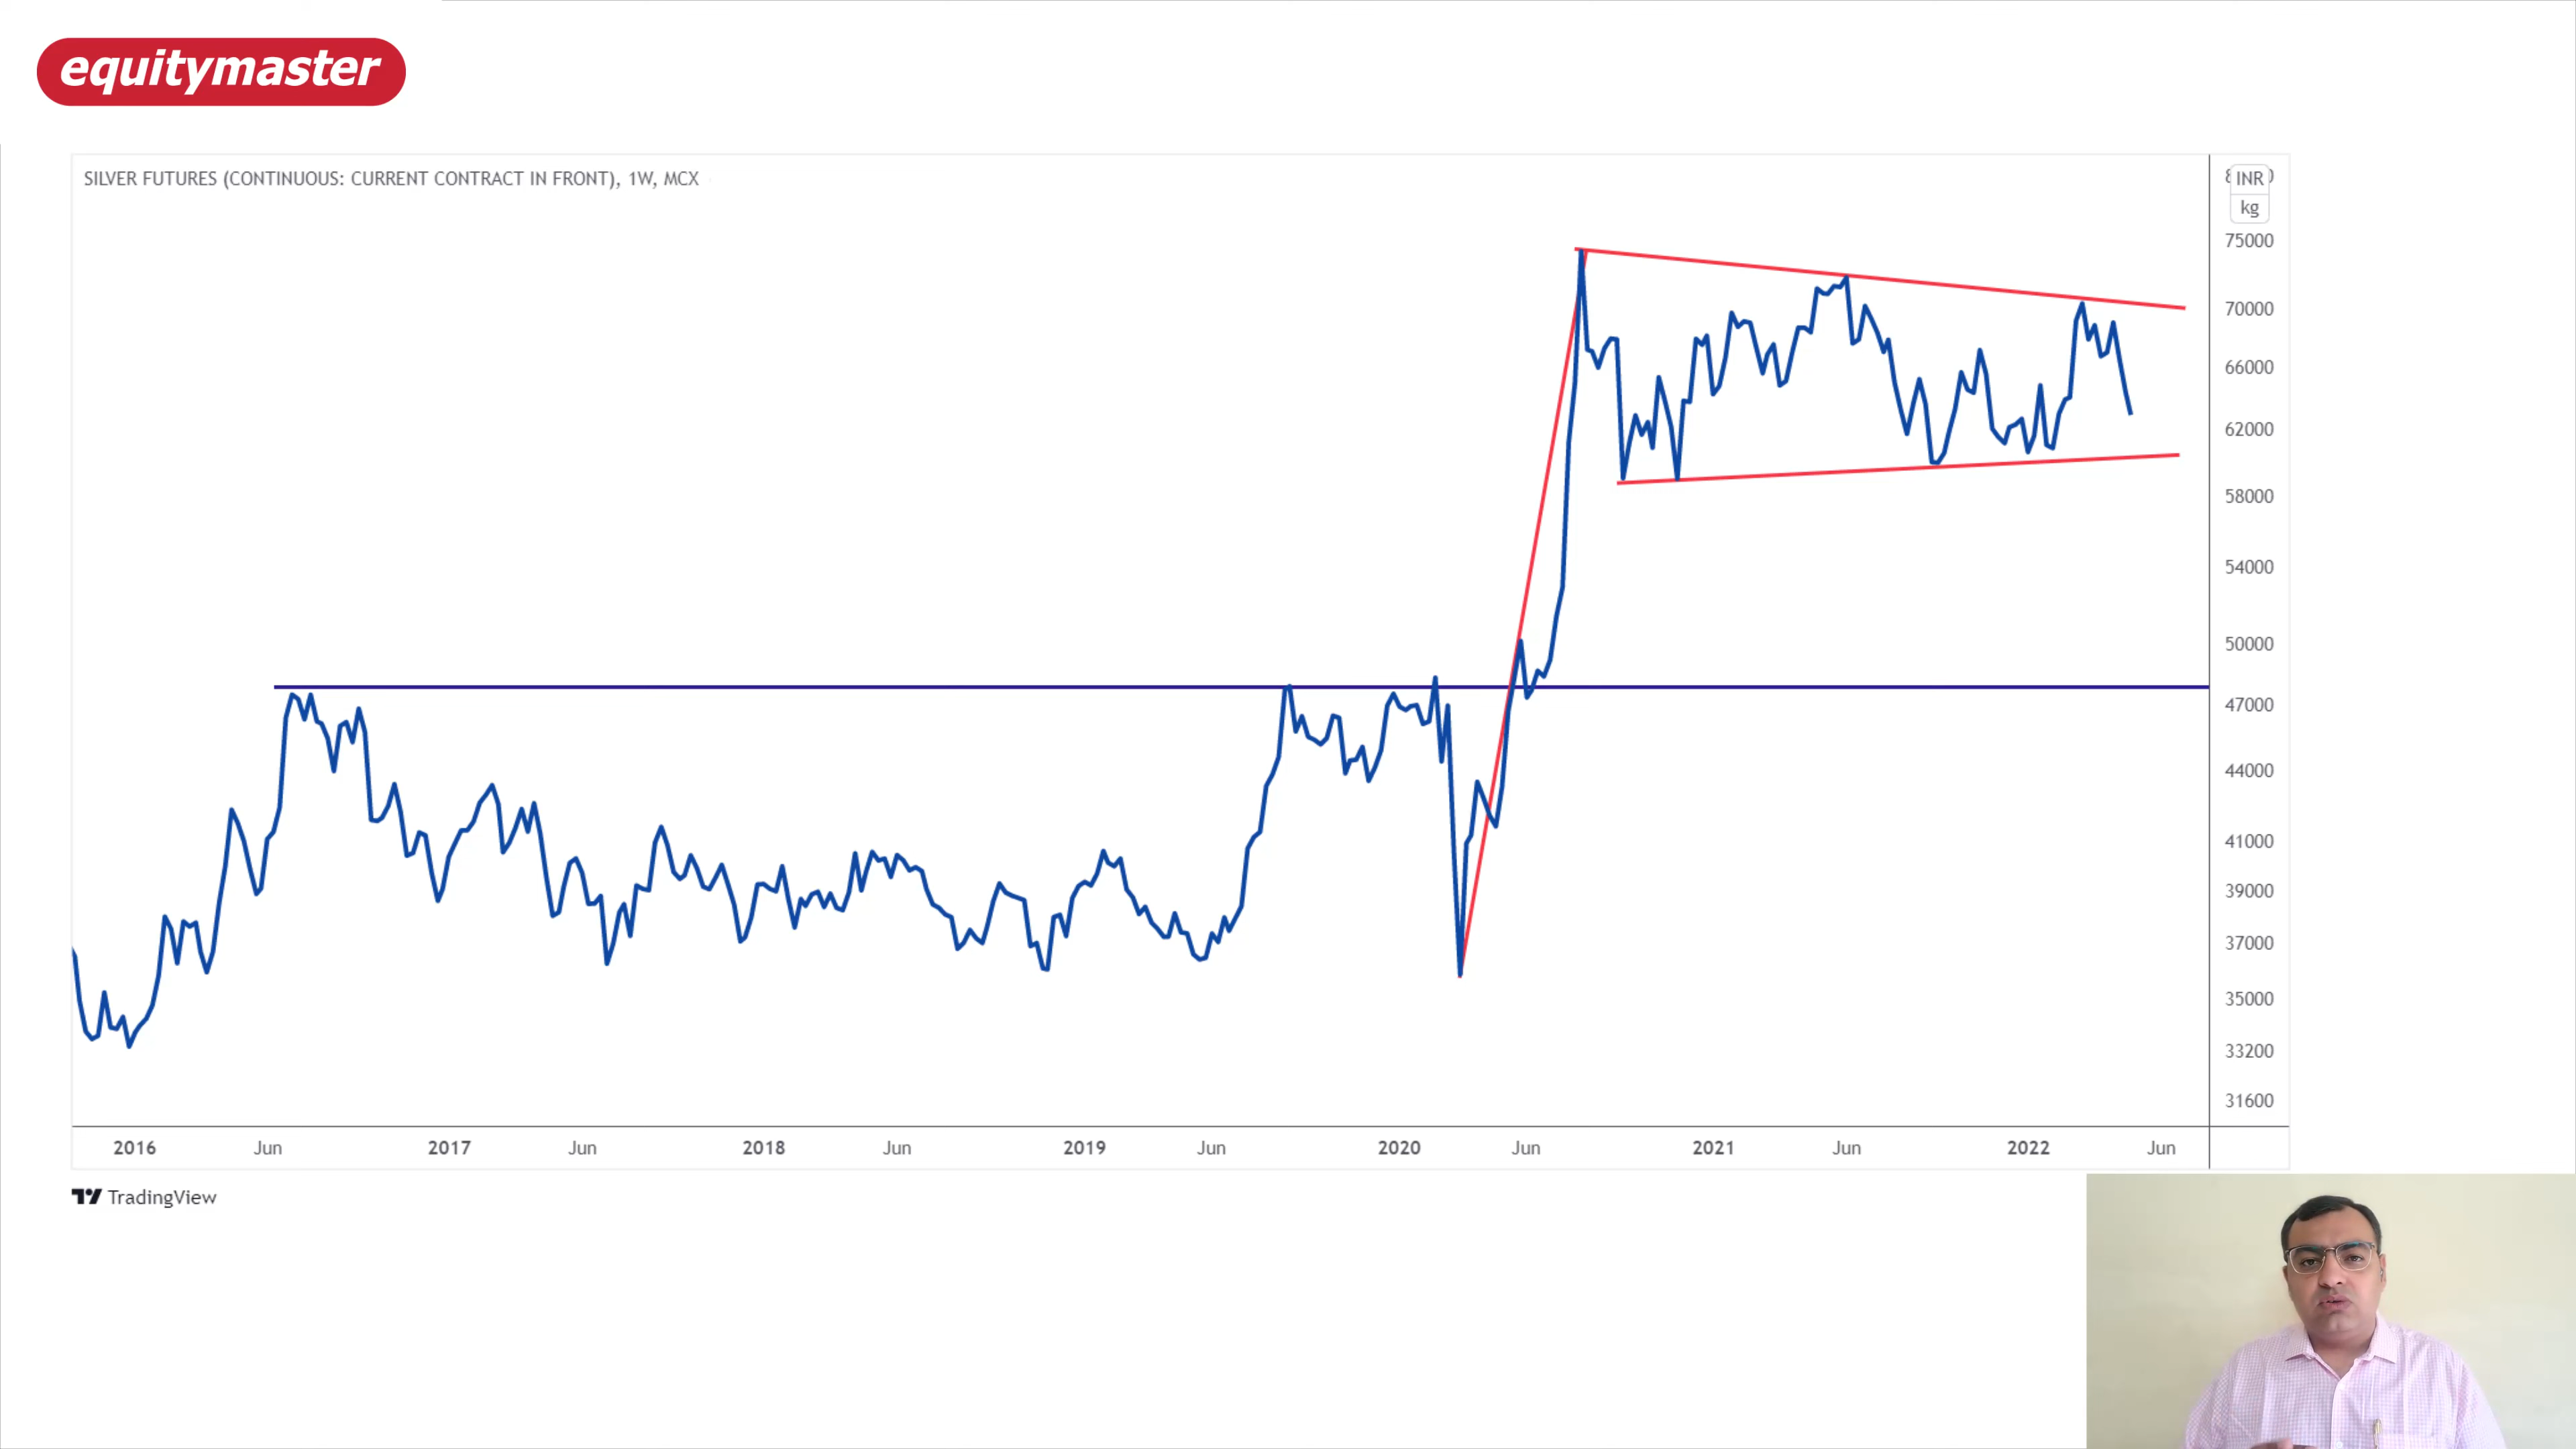 equitymaster
SILVER FUTURES (CONTINUOUS: CURRENT CONTRACT IN FRONT), 1W, MCX
INR
kg
75000
70000
66000
62000
58000
54000
50000
47000
44000
41000
39000
37000
35000
33200
31600
2016 Jun 2017 Jun 2018 Jun 2019 Jun 2020 Jun 2021 Jun 2022 Jun
TradingView